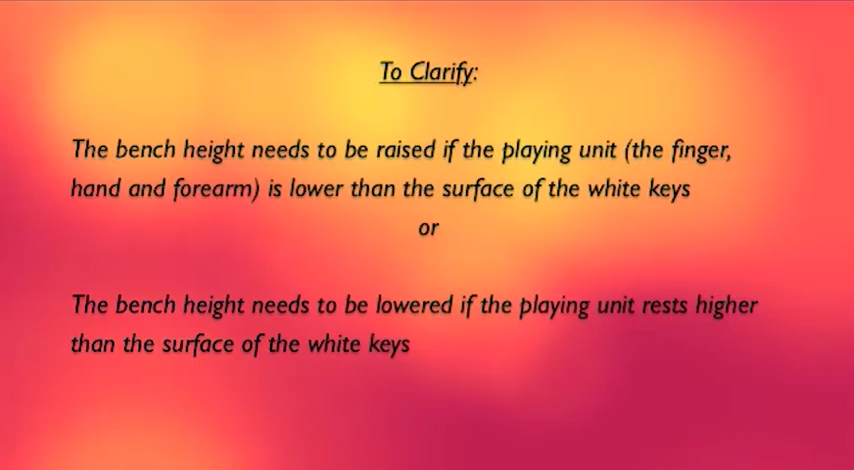 To Clarify:
The bench height needs to be raised if the playing unit (the finger,
hand and forearm) is lower than the surface of the white keys
or
The bench height needs to be lowered if the playing unit rests higher
than the surface of the white keys